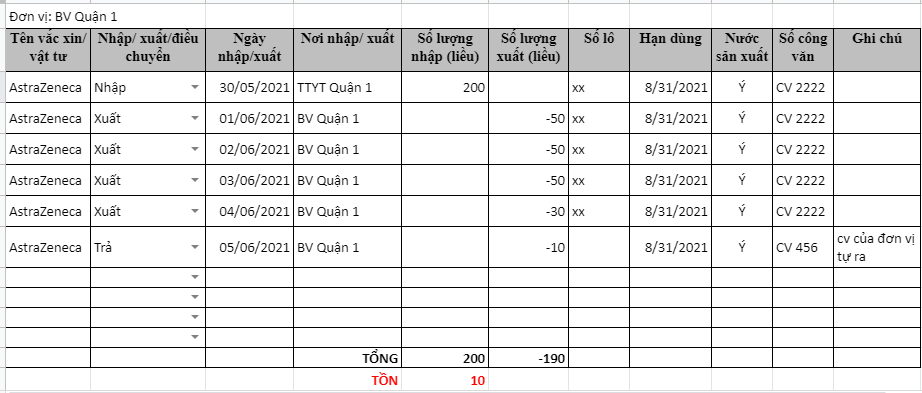 Đơn vị: BV Quận 1
Tên vắc xin/ vật tư Nhập/ xuất/điều chuyển Ngày nhập/xuất Nơi nhập/ xuất Số lượng nhập (liều) Số lượng xuất (liều) Số lô Hạn dùng Nước sản xuất Số công văn Ghi chú
AstraZeneca Nhập 30/05/2021 TTYT Quận 1 200 xx 8/31/2021 Ý CV 2222
AstraZeneca Xuất 01/06/2021 BV Quận 1 -50 xx 8/31/2021 Ý CV 2222
AstraZeneca Xuất 02/06/2021 BV Quận 1 -50 xx 8/31/2021 Ý CV 2222
AstraZeneca Xuất 03/06/2021 BV Quận 1 -50 xx 8/31/2021 Ý CV 2222
AstraZeneca Xuất 04/06/2021 BV Quận 1 -30 xx 8/31/2021 Ý CV 2222
AstraZeneca Trả 05/06/2021 BV Quận 1 -10 8/31/2021 Ý CV 456 cv của đơn vị tự ra
TỔNG 200 -190
TỒN 10